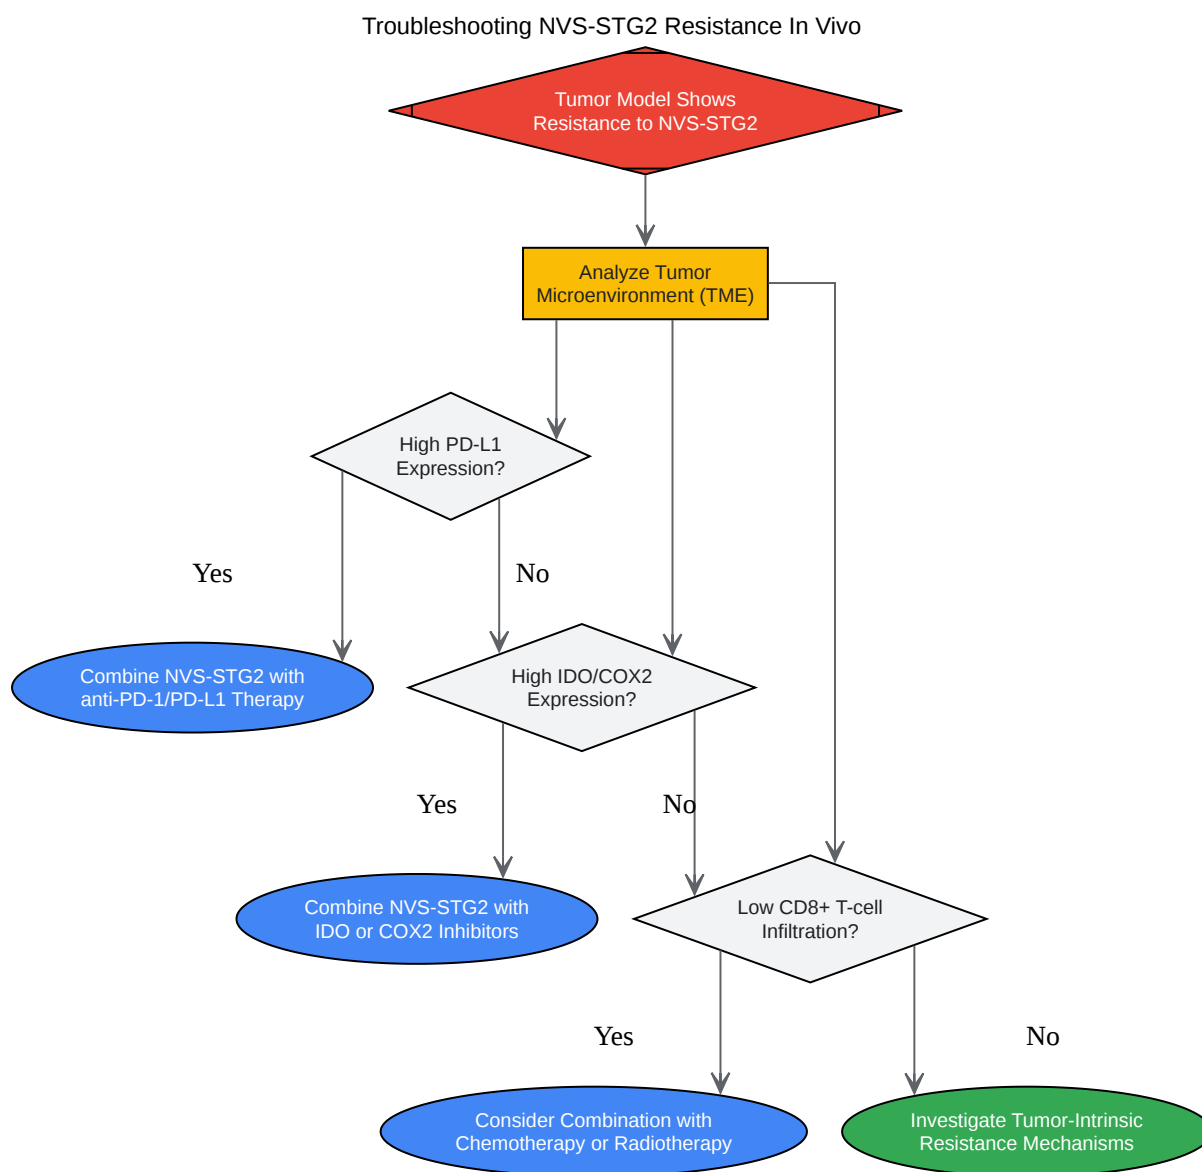 Troubleshooting NVS-STG2 Resistance In Vivo
Tumor Model Shows
Resistance to NVS-STG2
Analyze Tumor
Microenvironment (TME)
High PD-L1
Expression?
Yes
No
Combine NVS-STG2 with
anti-PD-1/PD-L1 Therapy
High IDO/COX2
Expression?
Yes
No
Combine NVS-STG2 with
IDO or COX2 Inhibitors
Low CD8+ T-cell
Infiltration?
Yes
No
Consider Combination with
Chemotherapy or Radiotherapy
Investigate Tumor-Intrinsic
Resistance Mechanisms